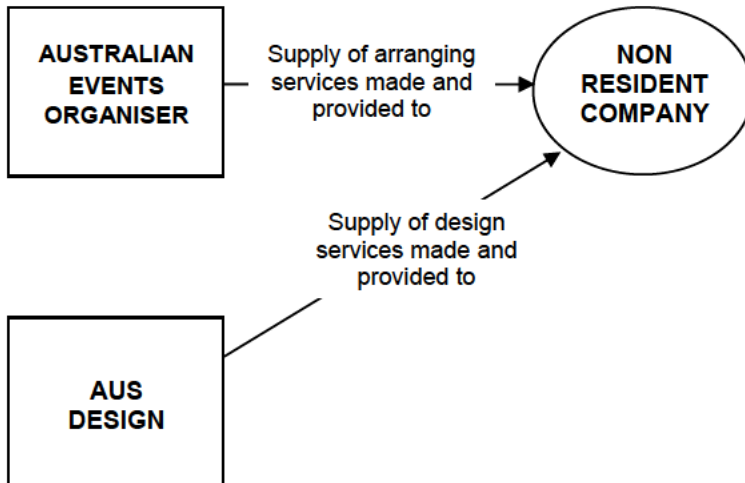 AUSTRALIAN
EVENTS
ORGANISER
Supply of arranging
services made and
provided to
NON
RESIDENT
COMPANY
Supply of design
services made and
provided to
AUS
DESIGN